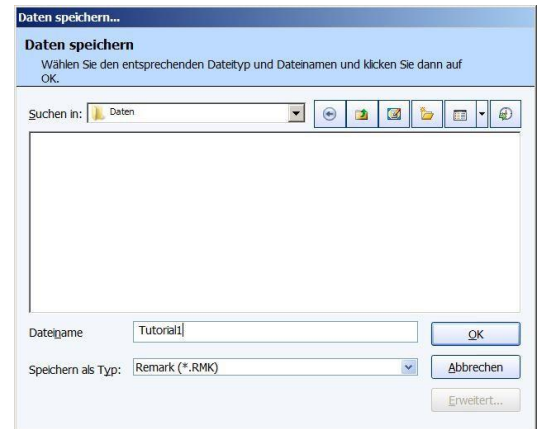 Daten speichern...
Daten speichern
Wählen Sie den entsprechenden Dateityp und Dateinamen und klicken Sie dann auf
OK.
Suchen in: Daten
Dateiname Tutorial1 OK
Speichern als Typ: Remark (*.RMK) Abbrechen
Erweitert...